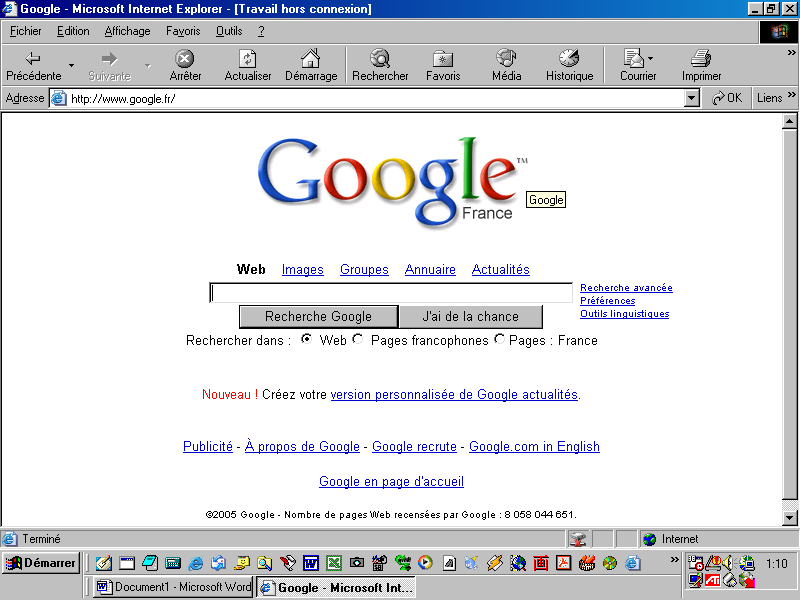 Google - Microsoft Internet Explorer - [Travail hors connexion]
Fichier Edition Affichage Favoris Outils ?
Précédente Suivante Arrêter Actualiser Démarrage Rechercher Favoris Média Historique Courrier Imprimer »
Adresse http://www.google.fr/ OK Liens »
Google™
France
Google
Web Images Groupes Annuaire Actualités
Recherche avancée
Préférences
Outils linguistiques
Recherche Google J'ai de la chance
Rechercher dans : Web Pages francophones Pages : France
Nouveau ! Créez votre version personnalisée de Google actualités.
Publicité - À propos de Google - Google recrute - Google.com in English
Google en page d'accueil
©2005 Google - Nombre de pages Web recensées par Google : 8 058 044 651.
Terminé Internet
Démarrer » 1:10
Document1 - Microsoft Word Google - Microsoft Int... ATI